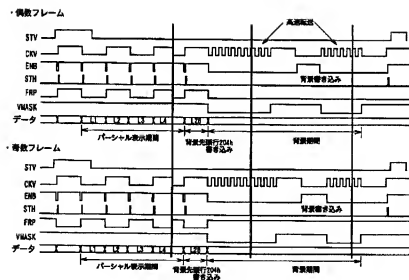 ・偶数フレーム
高速転送
STV
CKV
ENB
STH
背景書き込み
FRP
VMASK
データ
L1 L2 L3 L4
パーシャル表示期間
背景先頭行204h
書き込み
背景期間
・奇数フレーム
STV
CKV
ENB
STH
背景書き込み
FRP
VMASK
データ
L1 L2 L3 L4
パーシャル表示期間
背景先頭行204h
書き込み
背景期間